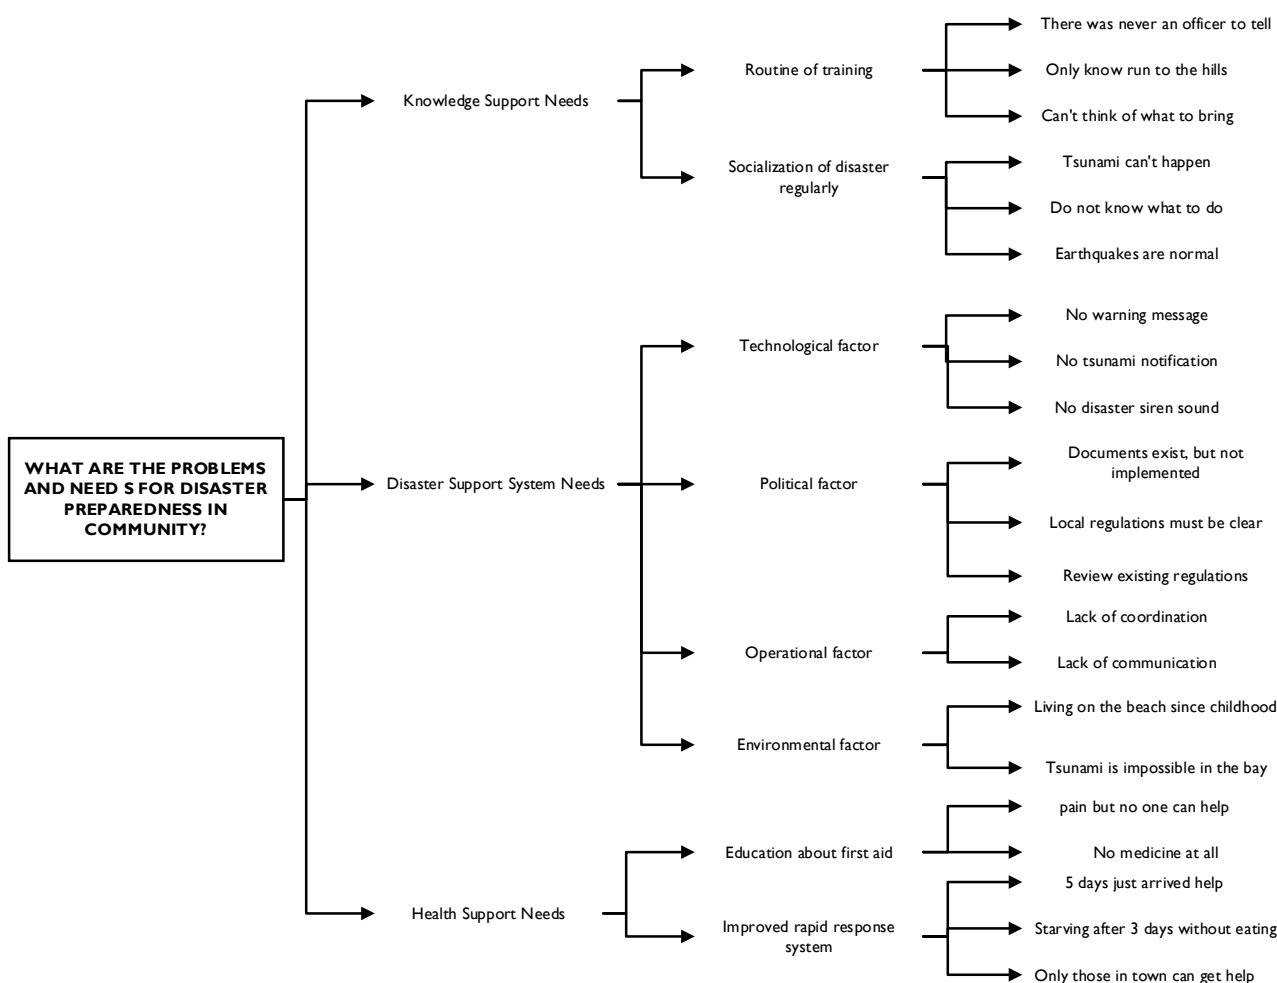 WHAT ARE THE PROBLEMS
AND NEED S FOR DISASTER
PREPAREDNESS IN
COMMUNITY?
Knowledge Support Needs
Routine of training
There was never an officer to tell
Only know run to the hills
Can't think of what to bring
Socialization of disaster
regularly
Tsunami can't happen
Do not know what to do
Earthquakes are normal
Disaster Support System Needs
Technological factor
No warning message
No tsunami notification
No disaster siren sound
Political factor
Documents exist, but not
implemented
Local regulations must be clear
Review existing regulations
Operational factor
Lack of coordination
Lack of communication
Environmental factor
Living on the beach since childhood
Tsunami is impossible in the bay
Health Support Needs
Education about first aid
pain but no one can help
No medicine at all
Improved rapid response
system
5 days just arrived help
Starving after 3 days without eating
Only those in town can get help